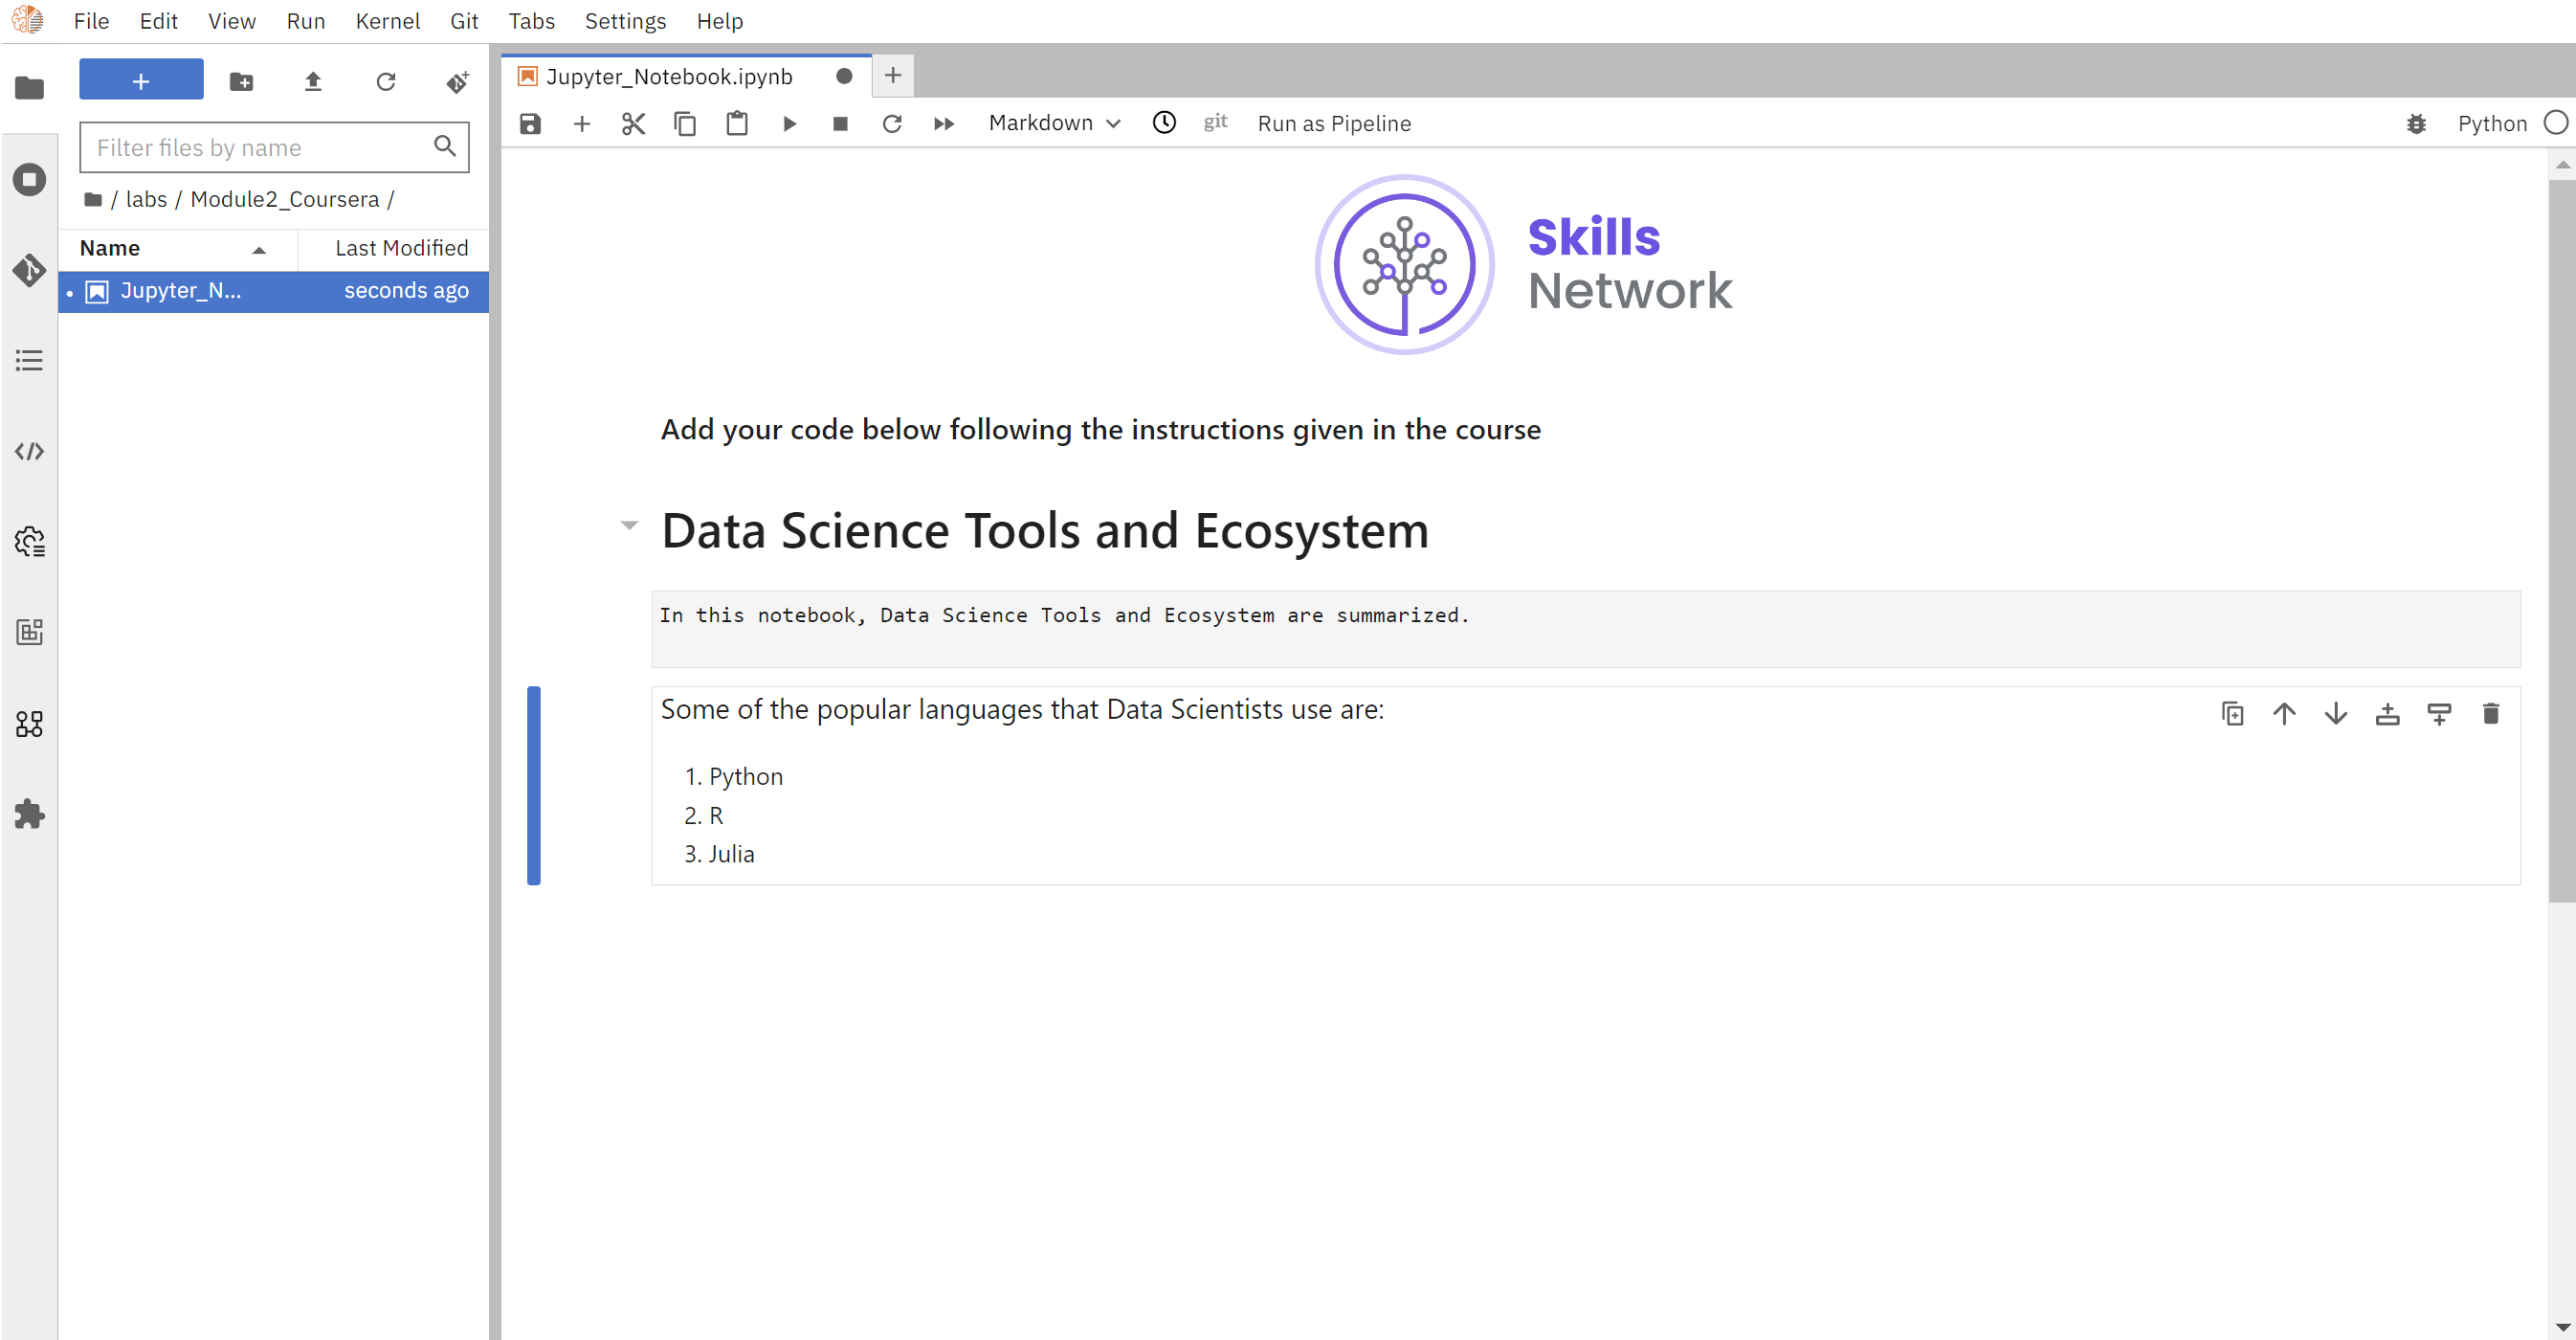 File Edit View Run Kernel Git Tabs Settings Help
Jupyter_Notebook.ipynb
Markdown git Run as Pipeline Python
Filter files by name
/ labs / Module2_Coursera /
Name Last Modified
Jupyter_N... seconds ago
Skills
Network
Add your code below following the instructions given in the course
Data Science Tools and Ecosystem
In this notebook, Data Science Tools and Ecosystem are summarized.
Some of the popular languages that Data Scientists use are:
1. Python
2. R
3. Julia